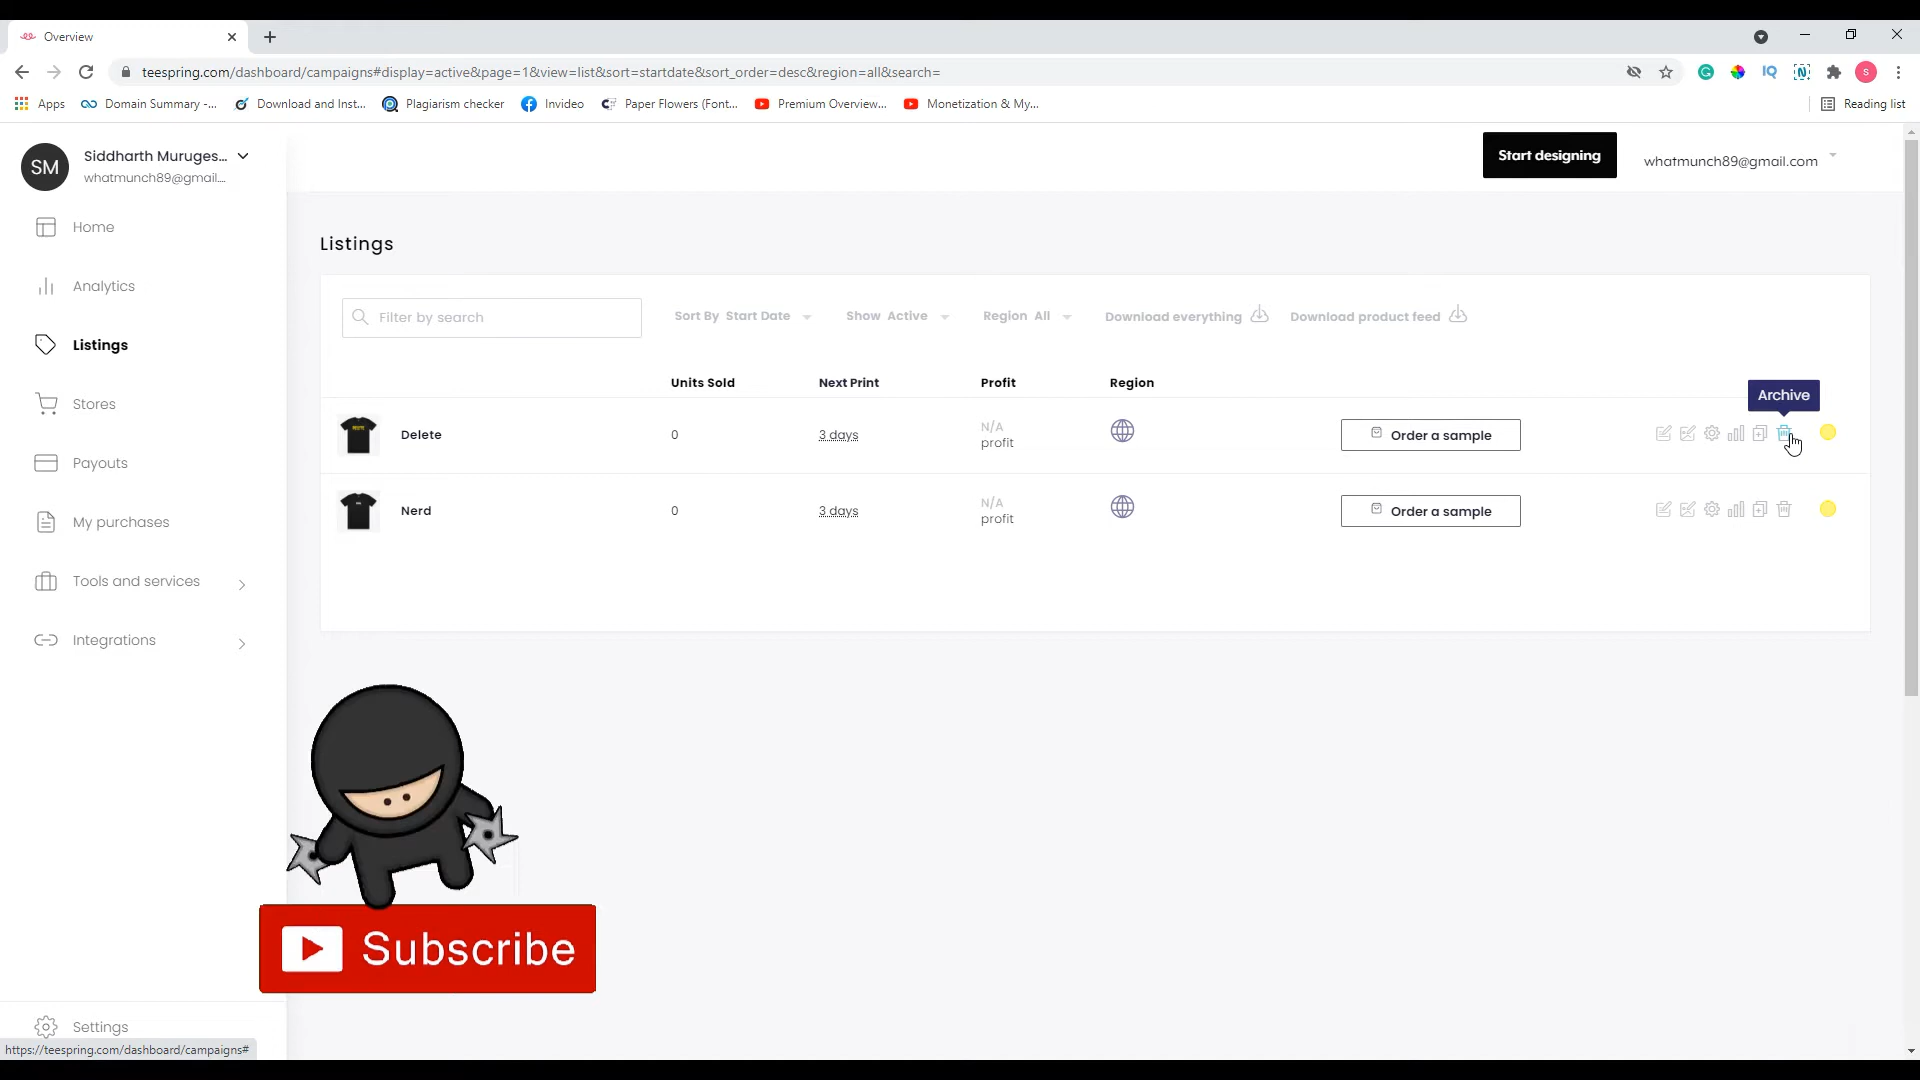 Overview
teespring.com/dashboard/campaigns#display=active&page=1&view=list&sort=startdate&sort_order=desc&region=all&search=
Apps Domain Summary -... Download and Inst... Plagiarism checker Invideo Paper Flowers (Font... Premium Overview... Monetization & My... Reading list
SM Siddharth Muruges...
whatmunch89@gmail....
Start designing whatmunch89@gmail.com
Home
Analytics
Listings
Stores
Payouts
My purchases
Tools and services
Integrations
Settings
Listings
Filter by search Sort By Start Date Show Active Region All Download everything Download product feed
Units Sold Next Print Profit Region
Archive
Delete 0 3 days N/A
profit Order a sample
Nerd 0 3 days N/A
profit Order a sample
Subscribe
https://teespring.com/dashboard/campaigns#